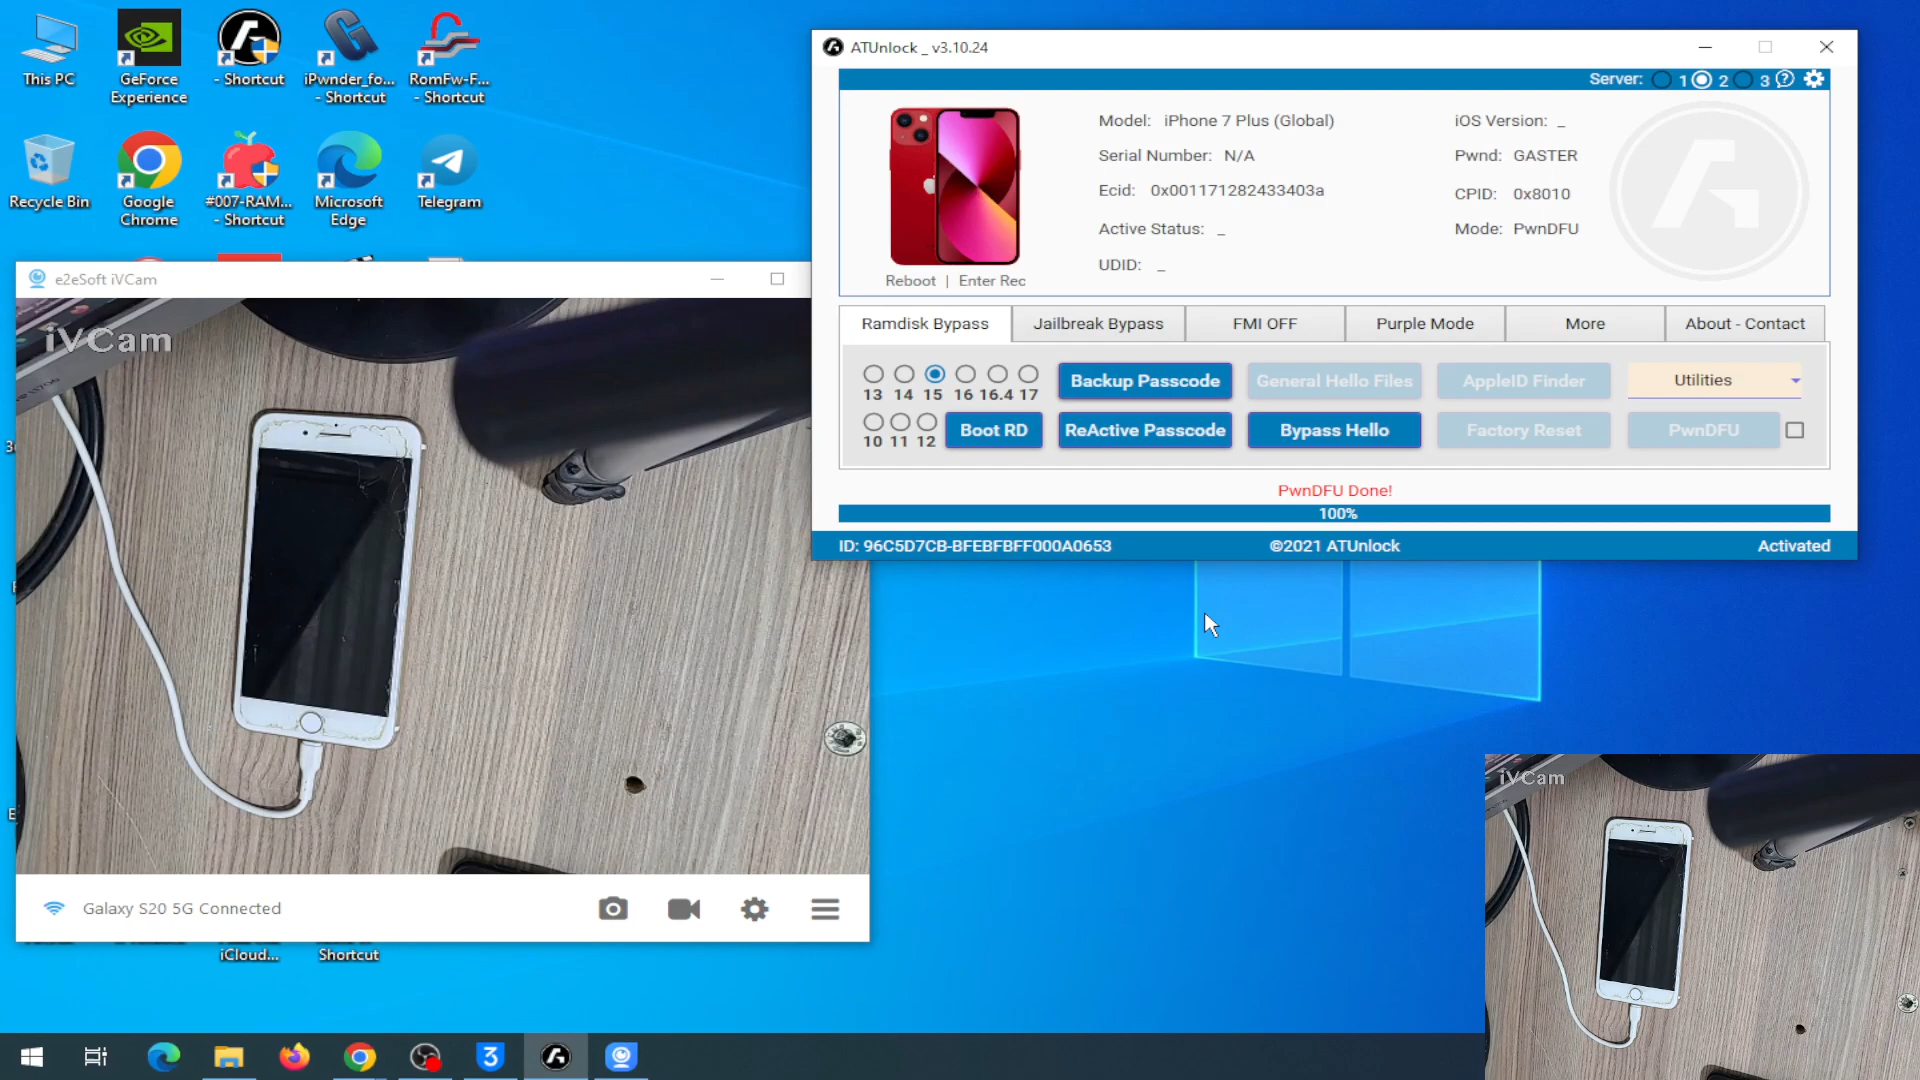 This PC
GeForce
Experience
- Shortcut
iPwnder_fo...
- Shortcut
RomFw-F...
- Shortcut
Recycle Bin
Google
Chrome
#007-RAM...
- Shortcut
Microsoft
Edge
Telegram
e2eSoft iVCam
iVCam
Galaxy S20 5G Connected
iCloud...
Shortcut
ATUnlock _ v3.10.24
Server: 1 2 3
Model: iPhone 7 Plus (Global)
iOS Version: _
Serial Number: N/A
Pwnd: GASTER
Ecid: 0x001171282433403a
CPID: 0x8010
Active Status: _
Mode: PwnDFU
UDID: _
Reboot | Enter Rec
Ramdisk Bypass
Jailbreak Bypass
FMI OFF
Purple Mode
More
About - Contact
13 14 15 16 16.4 17
Backup Passcode
General Hello Files
AppleID Finder
Utilities
10 11 12
Boot RD
ReActive Passcode
Bypass Hello
Factory Reset
PwnDFU
PwnDFU Done!
100%
ID: 96C5D7CB-BFEBFBFF000A0653
©2021 ATUnlock
Activated
iVCam